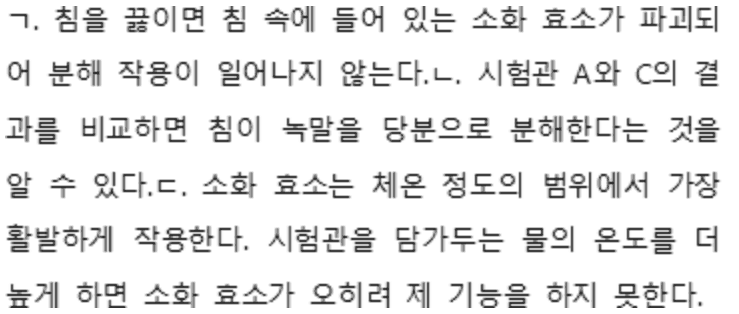 ㄱ. 침을 끓이면 침 속에 들어 있는 소화 효소가 파괴되
어 분해 작용이 일어나지 않는다.ㄴ. 시험관 A와 C의 결
과를 비교하면 침이 녹말을 당분으로 분해한다는 것을
알 수 있다.ㄷ. 소화 효소는 체온 정도의 범위에서 가장
활발하게 작용한다. 시험관을 담가두는 물의 온도를 더
높게 하면 소화 효소가 오히려 제 기능을 하지 못한다.